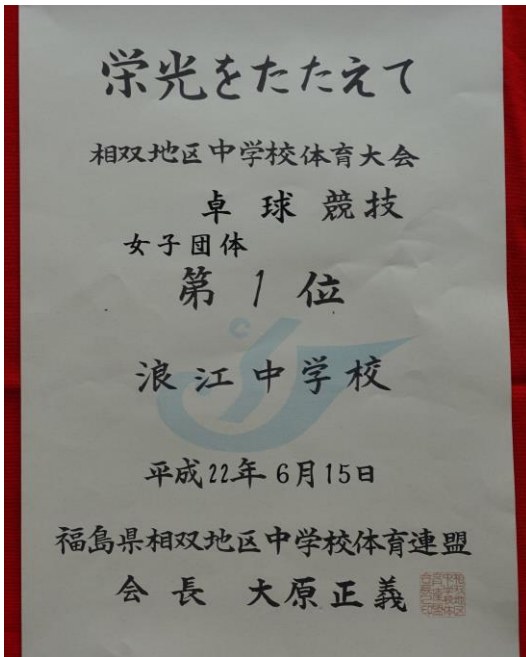 栄光をたたえて
相双地区中学校体育大会
卓球競技
女子団体
第1位
浪江中学校
平成22年6月15日
福島県相双地区中学校体育連盟
会長 大原正義